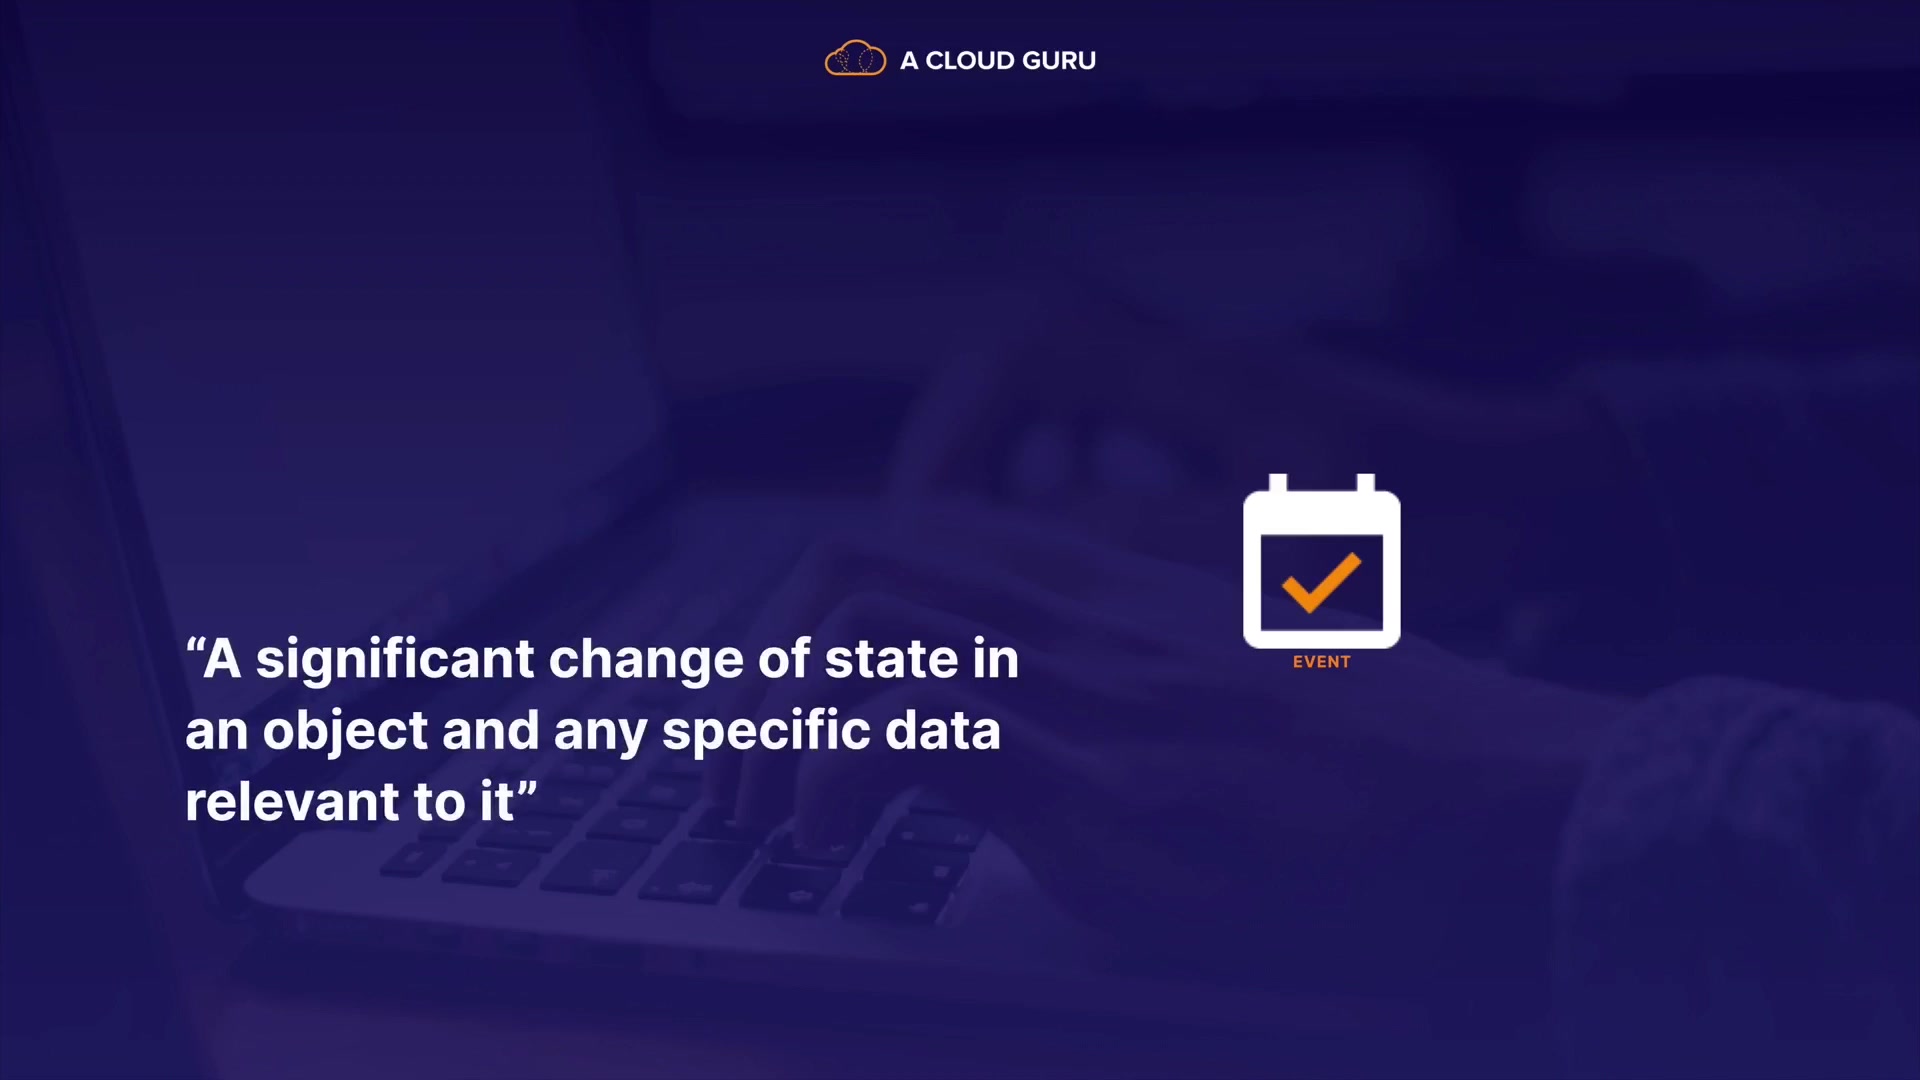 A CLOUD GURU
“A significant change of state in
an object and any specific data
relevant to it”
EVENT